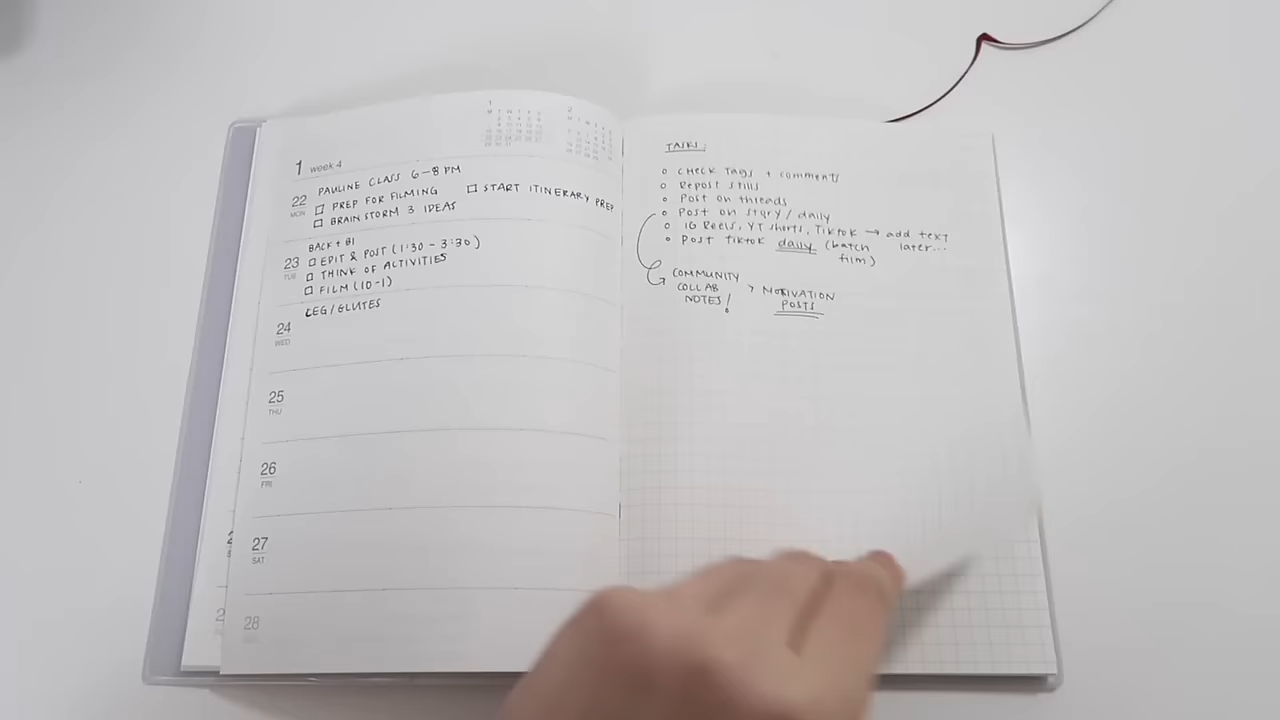 1 2
1 week 4
22 MON
PAULINE CLASS 6-8 PM
PREP FOR FILMING START ITINERARY PREP
BRAINSTORM 3 IDEAS
23 TUE
BACK + BI
EDIT & POST (1:30 - 3:30)
THINK OF ACTIVITIES
FILM (10-1)
24 WED
LEG/GLUTES
25 THU
26 FRI
27 SAT
28
TASKS:
CHECK TAGS + COMMENTS
REPOST STILLS
POST ON THREADS
POST ON STORY / DAILY
IG REELS, YT SHORTS, TIKTOK → add text
later...
POST TIKTOK daily (batch
film)
COMMUNITY
COLLAB
NOTES!
> MOTIVATION
POSTS